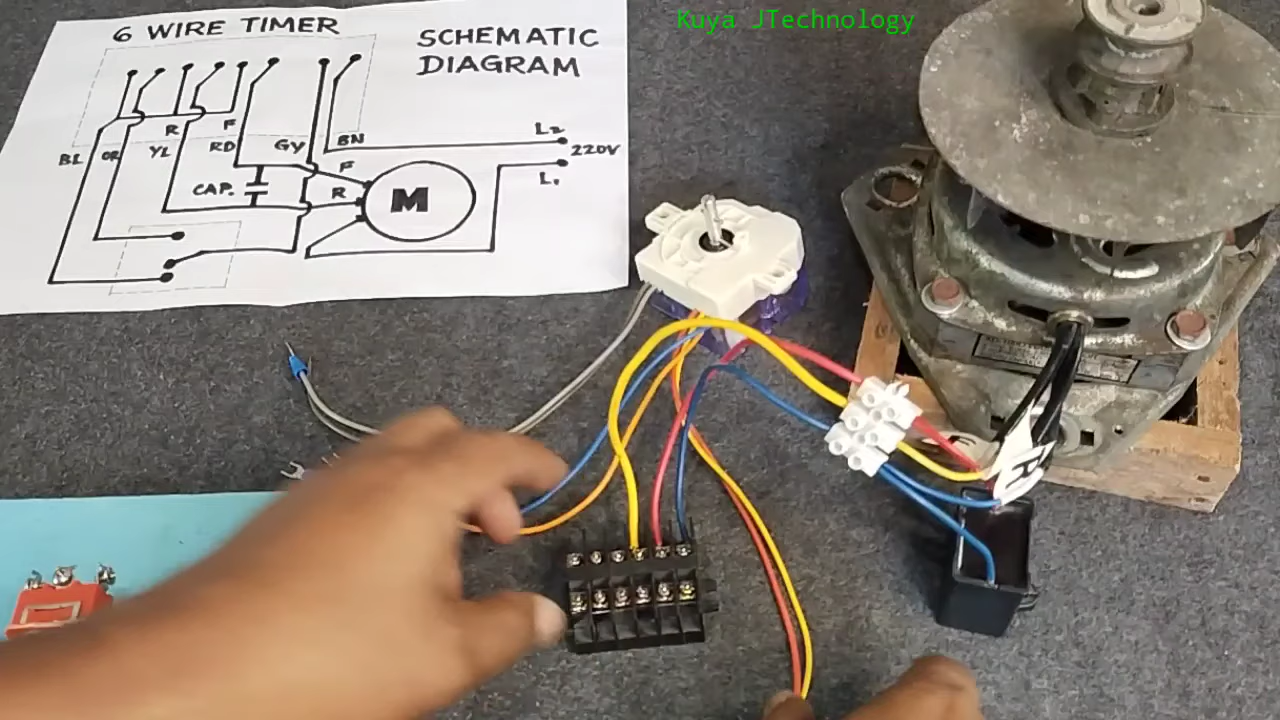 Kuya JTechnology
6 WIRE TIMER
SCHEMATIC
DIAGRAM
R F
BL OR YL RD GY BN
L2
220V
L1
F
CAP. R
M
H